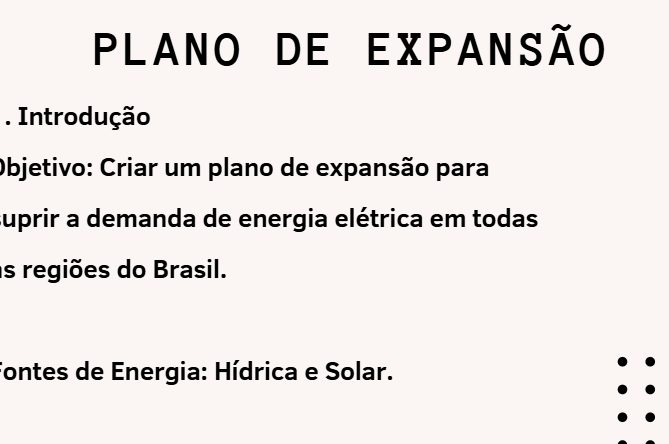 PLANO DE EXPANSÃO
. Introdução
Objetivo: Criar um plano de expansão para
suprir a demanda de energia elétrica em todas
as regiões do Brasil.
Fontes de Energia: Hídrica e Solar.